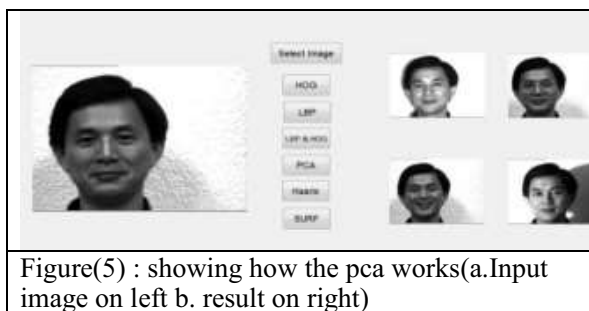 Select Image
HOG
LBP
LBP & HOG
PCA
Haara
SURF
Figure(5) : showing how the pca works(a.Input
image on left b. result on right)